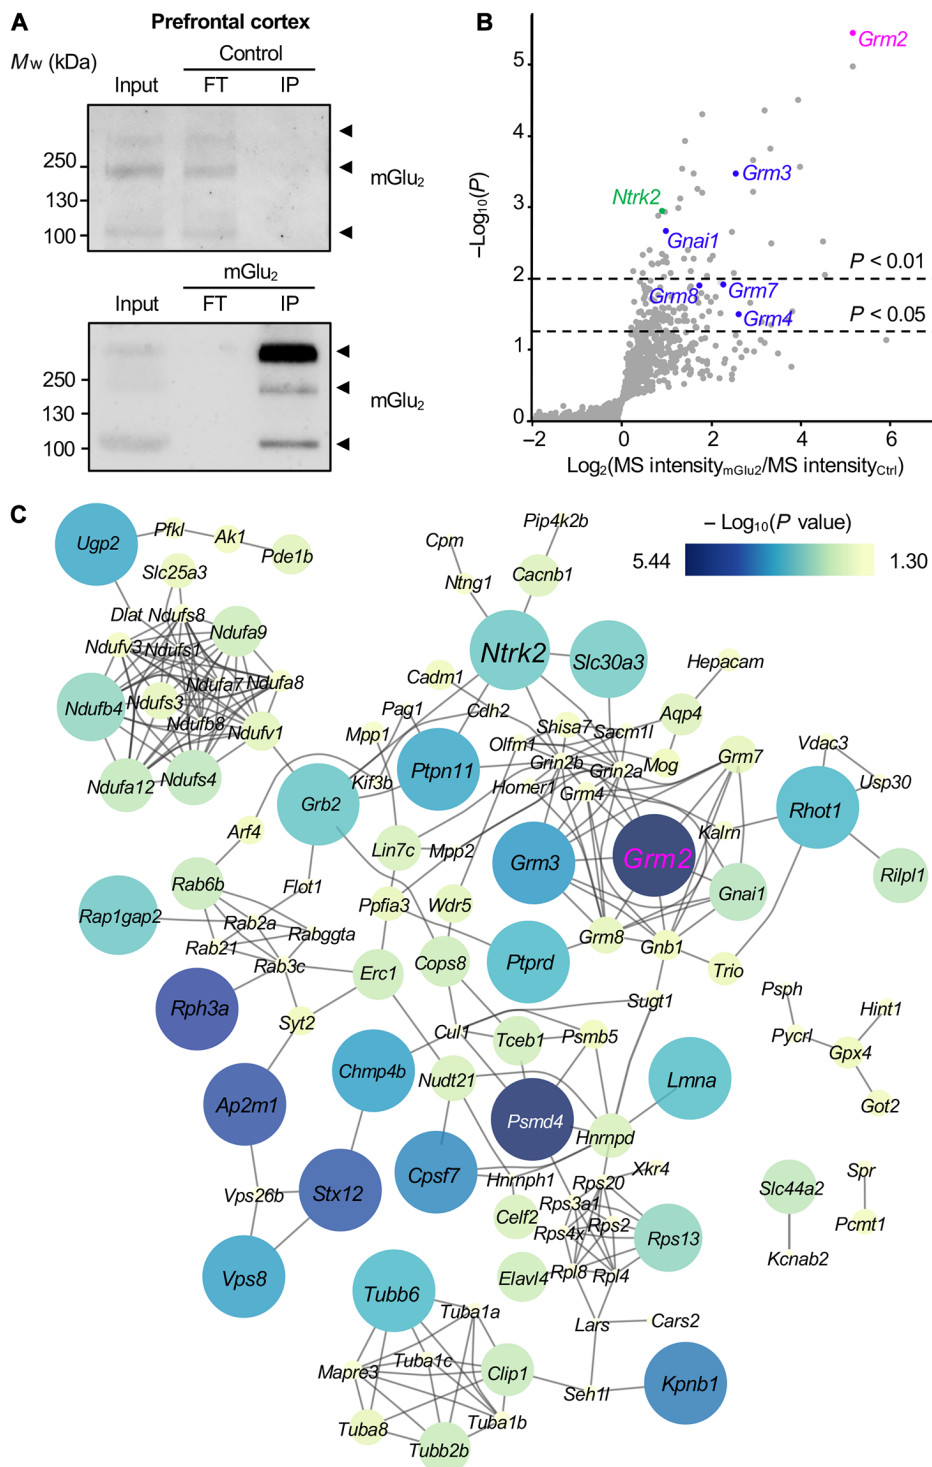 A
Prefrontal cortex
Mw (kDa)
Control
Input
FT
IP
250
130
100
mGlu2
mGlu2
Input
FT
IP
250
130
100
mGlu2
B
−Log10(P)
5
4
3
2
1
0
−2
0
2
4
6
Log2(MS intensitymGlu2/MS intensityCtrl)
Grm2
Grm3
Ntrk2
Gnai1
P < 0.01
Grm8
Grm7
Grm4
P < 0.05
C
− Log10(P value)
5.44
1.30
Ugp2
Pfkl
Ak1
Pde1b
Slc25a3
Dlat
Ndufs8
Ndufa9
Ndufv3
Ndufs1
Ndufa7
Ndufa8
Ndufb4
Ndufs3
Ndufb8
Ndufv1
Ndufa12
Ndufs4
Cpm
Pip4k2b
Ntng1
Cacnb1
Ntrk2
Slc30a3
Hepacam
Cadm1
Pag1
Cdh2
Shisa7
Sacm1l
Aqp4
Mpp1
Olfm1
Grin2b
Grin2a
Mog
Grm7
Vdac3
Ptpn11
Kif3b
Homer1
Grm4
Usp30
Grb2
Rhot1
Arf4
Lin7c
Mpp2
Grm3
Grm2
Kalrn
Rab6b
Flot1
Gnai1
Rilpl1
Rap1gap2
Rab2a
Ppfia3
Wdr5
Rab21
Rabggta
Grm8
Gnb1
Rab3c
Erc1
Cops8
Ptprd
Trio
Rph3a
Syt2
Sugt1
Psph
Hint1
Cul1
Tceb1
Psmb5
Pycrl
Gpx4
Chmp4b
Nudt21
Lmna
Got2
Ap2m1
Psmd4
Hnrnpd
Cpsf7
Hnrnph1
Rps20
Xkr4
Vps26b
Stx12
Rps3a1
Celf2
Rps2
Rps4x
Rps13
Slc44a2
Spr
Pcmt1
Kcnab2
Vps8
Elavl4
Rpl8
Rpl4
Tubb6
Tuba1a
Lars
Cars2
Mapre3
Tuba1c
Clip1
Seh1l
Kpnb1
Tuba8
Tuba1b
Tubb2b